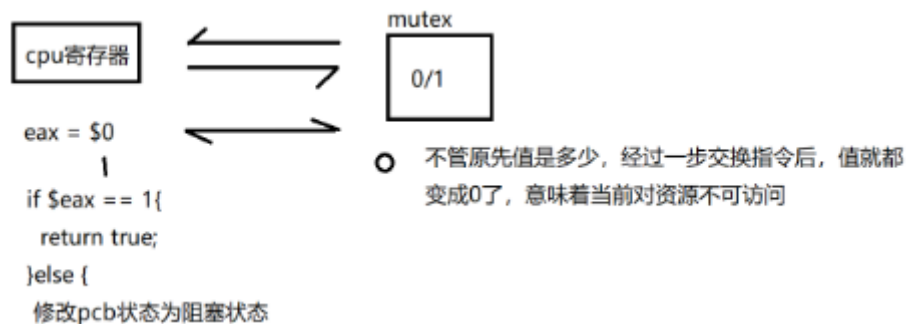 mutex
cpu寄存器
0/1
eax = $0
1
if $eax == 1{
return true;
}else {
修改pcb状态为阻塞状态
不管原先值是多少，经过一步交换指令后，值就都
变成0了，意味着当前对资源不可访问